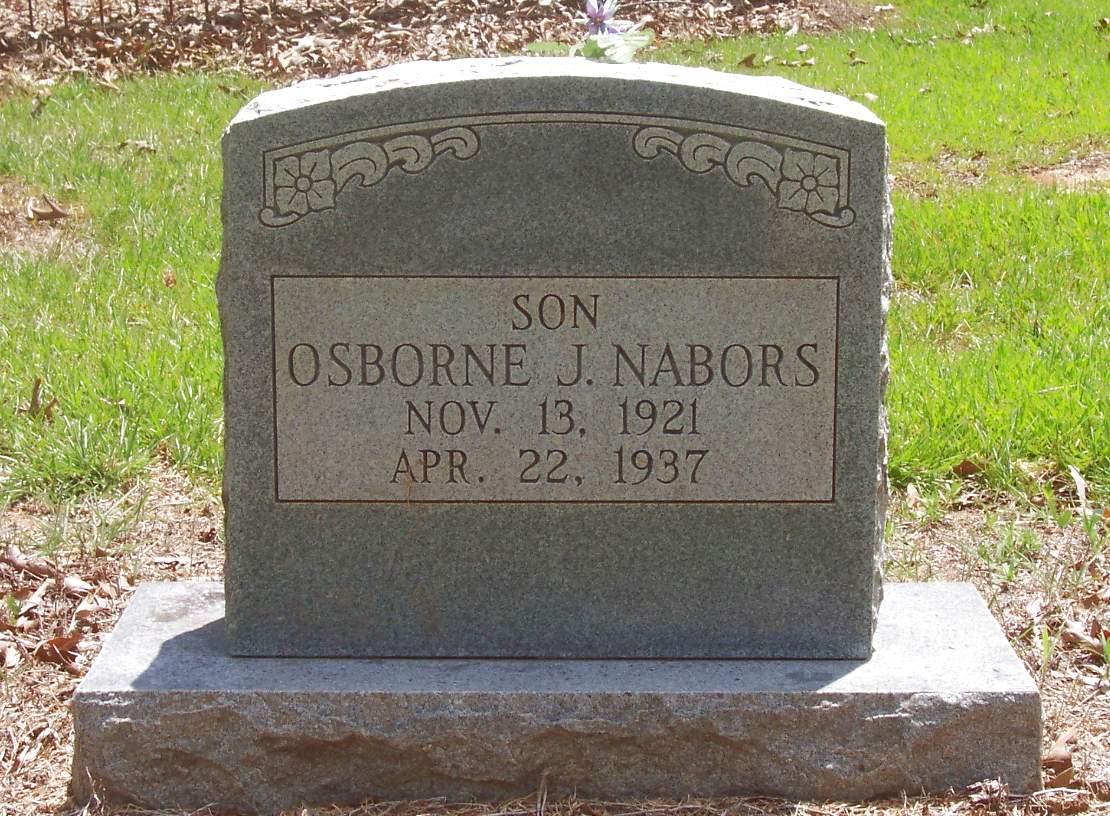 SON
OSBORNE J. NABORS
NOV. 13, 1921
APR. 22, 1937